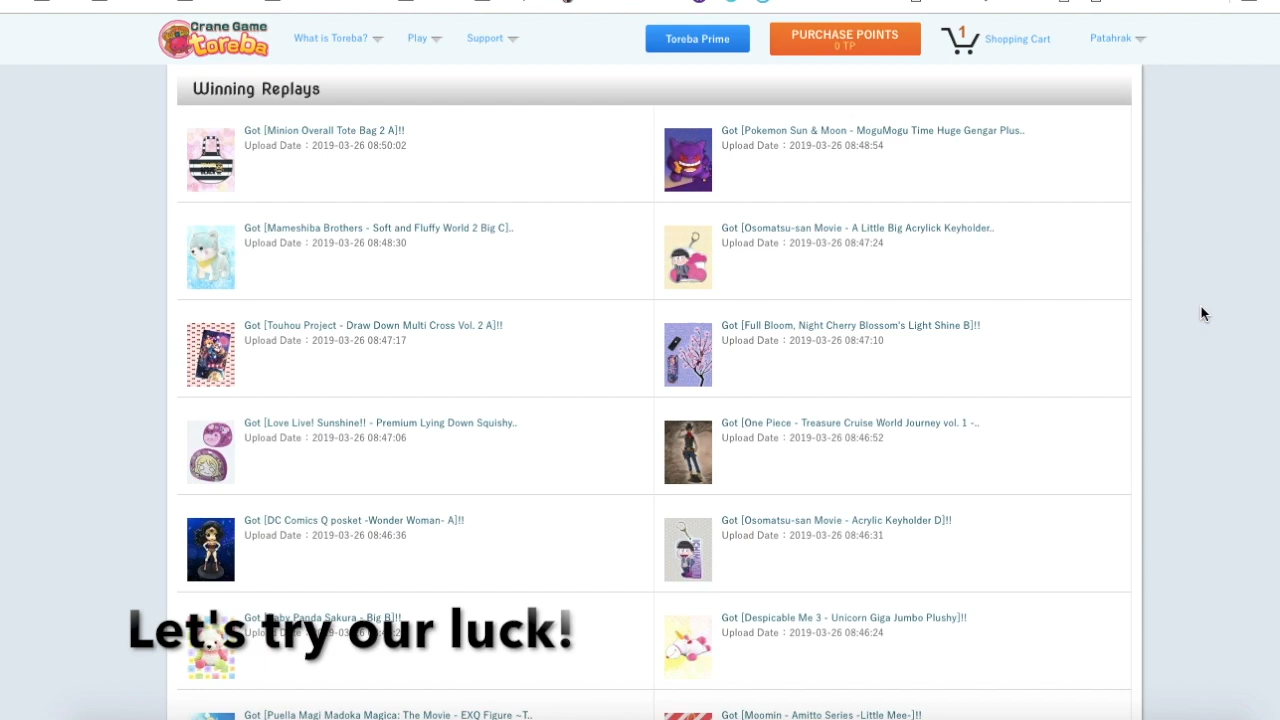 Crane Game
toreba
What is Toreba?
Play
Support
Toreba Prime
PURCHASE POINTS
0 TP
1
Shopping Cart
Patahrak
Winning Replays
Got [Minion Overall Tote Bag 2 A]!!
Upload Date : 2019-03-26 08:50:02
Got [Pokemon Sun & Moon - MoguMogu Time Huge Gengar Plus..
Upload Date : 2019-03-26 08:48:54
Got [Mameshiba Brothers - Soft and Fluffy World 2 Big C]..
Upload Date : 2019-03-26 08:48:30
Got [Osomatsu-san Movie - A Little Big Acrylick Keyholder..
Upload Date : 2019-03-26 08:47:24
Got [Touhou Project - Draw Down Multi Cross Vol. 2 A]!!
Upload Date : 2019-03-26 08:47:17
Got [Full Bloom, Night Cherry Blossom's Light Shine B]!!
Upload Date : 2019-03-26 08:47:10
Got [Love Live! Sunshine!! - Premium Lying Down Squishy..
Upload Date : 2019-03-26 08:47:06
Got [One Piece - Treasure Cruise World Journey vol. 1 -..
Upload Date : 2019-03-26 08:46:52
Got [DC Comics Q posket -Wonder Woman- A]!!
Upload Date : 2019-03-26 08:46:36
Got [Osomatsu-san Movie - Acrylic Keyholder D]!!
Upload Date : 2019-03-26 08:46:31
Got Panda Sakura - Big B]!!
Let's try our luck!
Got [Despicable Me 3 - Unicorn Giga Jumbo Plushy]!!
Upload Date : 2019-03-26 08:46:24
Got [Puella Magi Madoka Magica: The Movie - EXQ Figure ~T..
Got [Moomin - Amitto Series -Little Mee-]!!